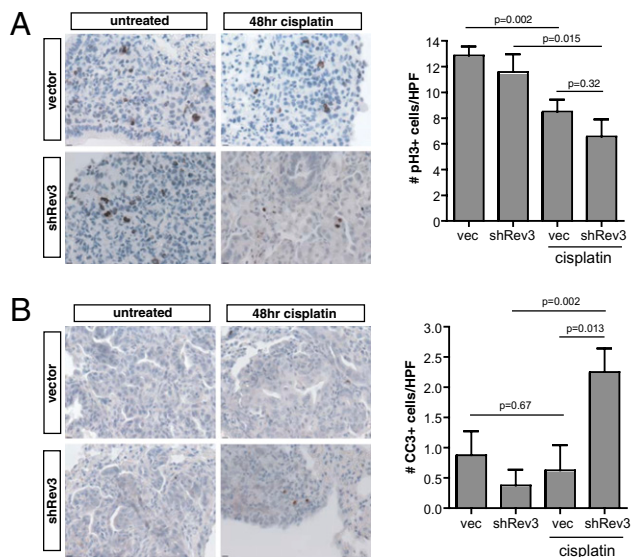 A
untreated
48hr cisplatin
vector
shRev3
p=0.002
p=0.015
p=0.32
# pH3+ cells/HPF
14
12
10
8
6
4
2
0
vec
shRev3
vec
shRev3
cisplatin
B
untreated
48hr cisplatin
vector
shRev3
p=0.002
p=0.013
p=0.67
# CC3+ cells/HPF
3.0
2.5
2.0
1.5
1.0
0.5
0.0
vec
shRev3
vec
shRev3
cisplatin